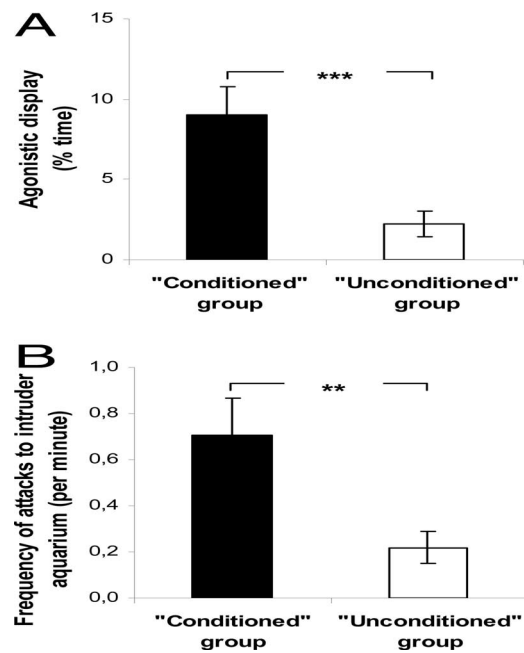 A
Agonistic display
(% time)
15
10
5
0
***
"Conditioned"
group
"Unconditioned"
group
B
Frequency of attacks to intruder
aquarium (per minute)
1,0
0,8
0,6
0,4
0,2
0,0
**
"Conditioned"
group
"Unconditioned"
group